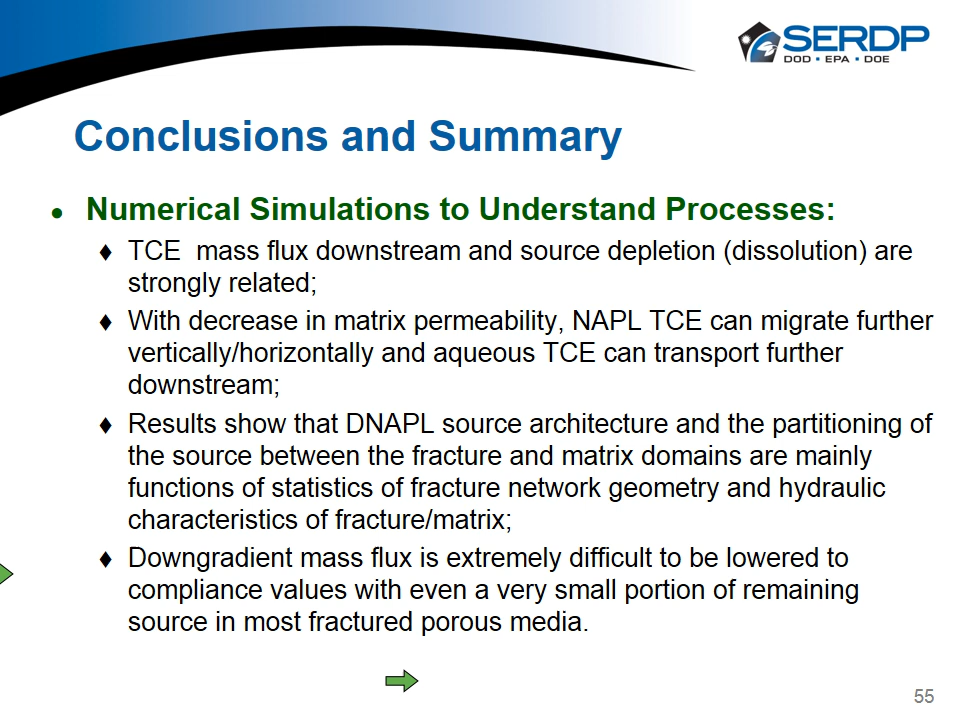 SERDP
DOD • EPA • DOE
Conclusions and Summary
● Numerical Simulations to Understand Processes:
♦ TCE  mass flux downstream and source depletion (dissolution) are
strongly related;
♦ With decrease in matrix permeability, NAPL TCE can migrate further
vertically/horizontally and aqueous TCE can transport further
downstream;
♦ Results show that DNAPL source architecture and the partitioning of
the source between the fracture and matrix domains are mainly
functions of statistics of fracture network geometry and hydraulic
characteristics of fracture/matrix;
♦ Downgradient mass flux is extremely difficult to be lowered to
compliance values with even a very small portion of remaining
source in most fractured porous media.
55